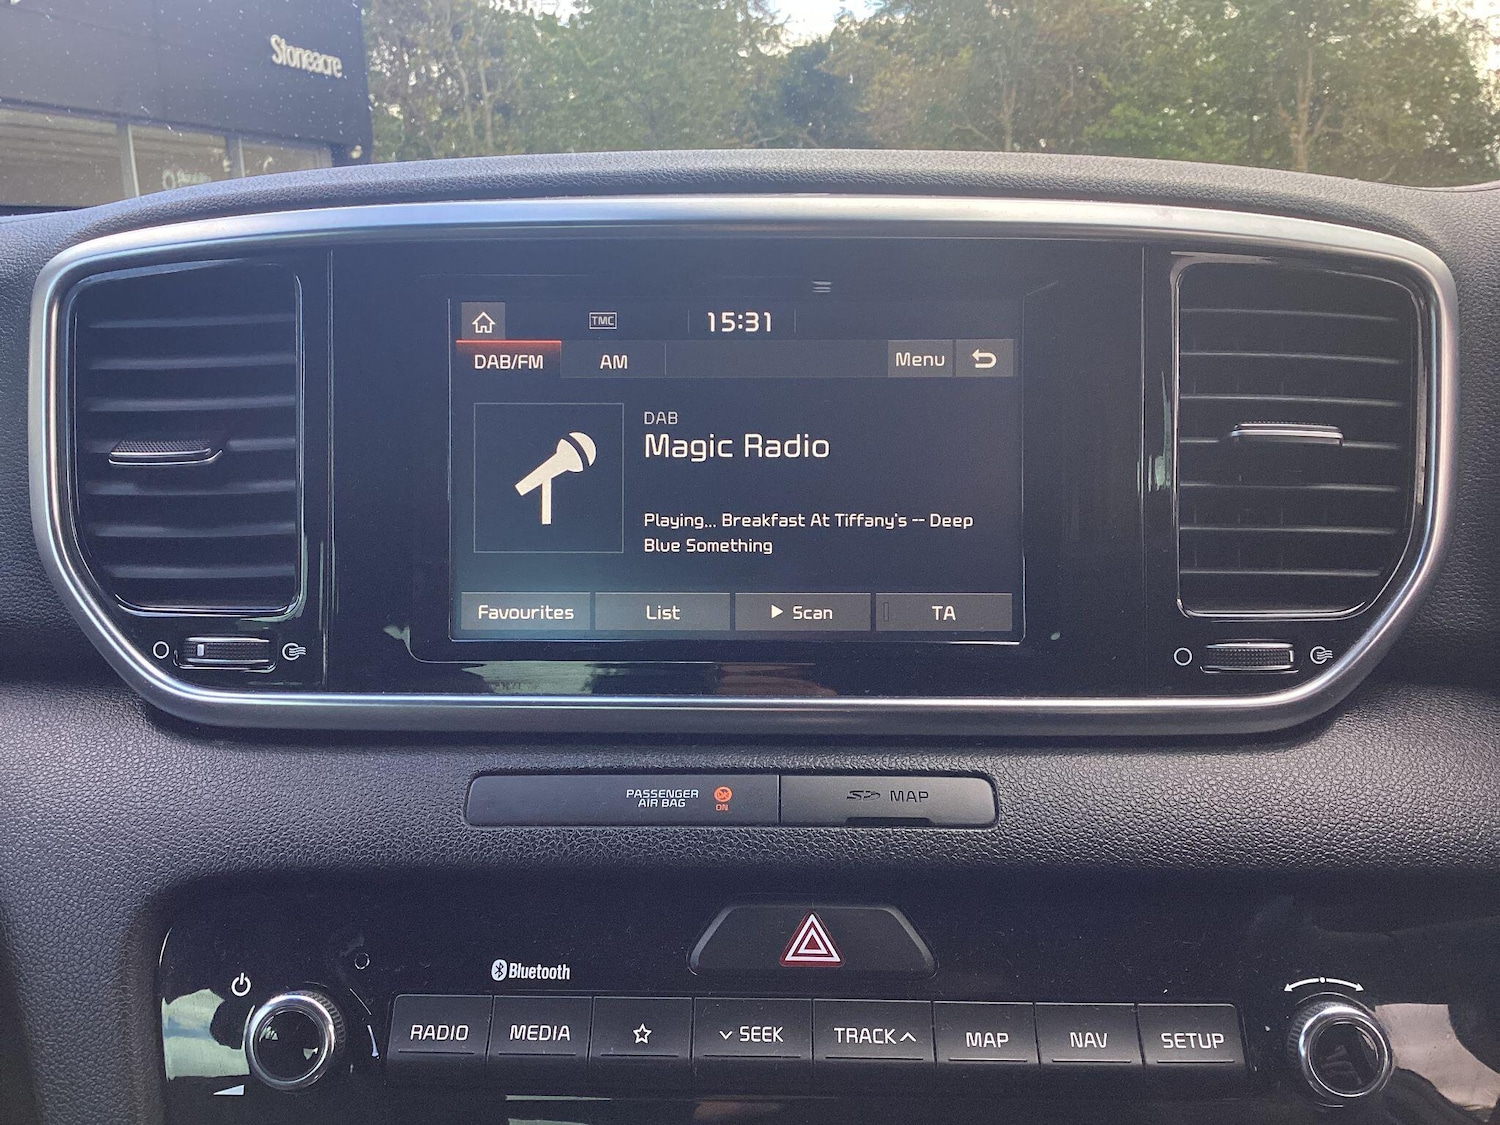 Stoneacre
TMC
15:31
DAB/FM
AM
Menu
DAB
Magic Radio
Playing... Breakfast At Tiffany's -- Deep
Blue Something
Favourites
List
Scan
TA
PASSENGER
AIR BAG
ON
SD MAP
Bluetooth
RADIO
MEDIA
SEEK
TRACK
MAP
NAV
SETUP